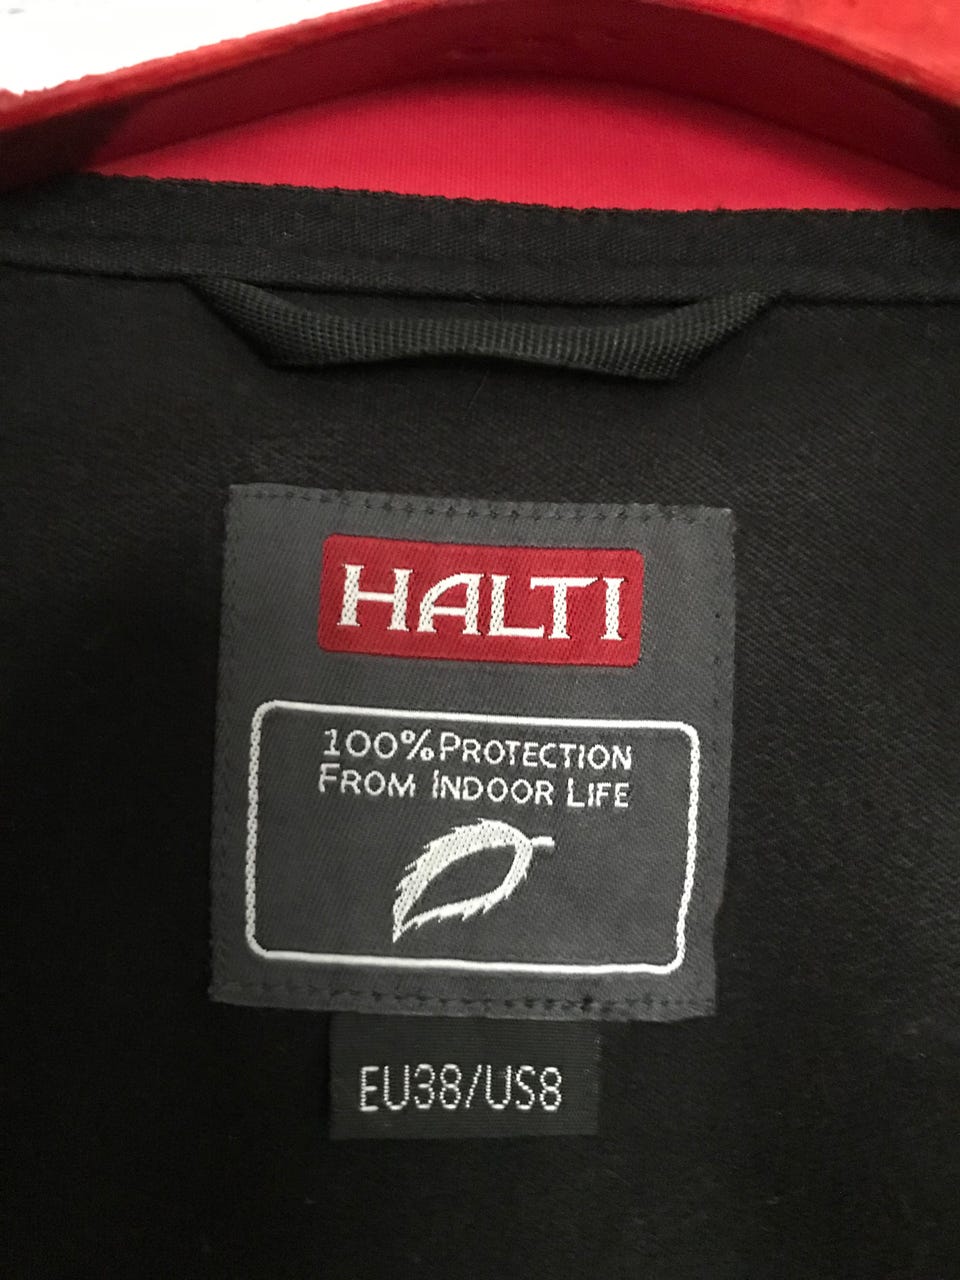 HALTI
100% PROTECTION
FROM INDOOR LIFE
EU38/US8